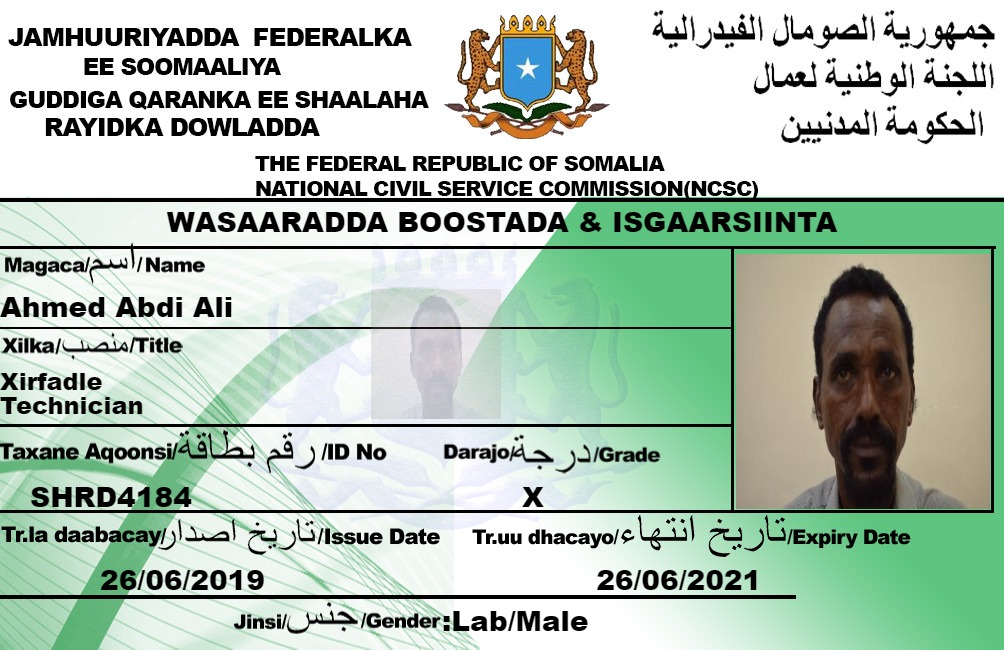 JAMHUURIYADDA FEDERALKA
EE SOOMAALIYA
GUDDIGA QARANKA EE SHAALAHA
RAYIDKA DOWLADDA
جمهورية الصومال الفيدرالية
اللجنة الوطنية لعمال
الحكومة المدنيين
THE FEDERAL REPUBLIC OF SOMALIA
NATIONAL CIVIL SERVICE COMMISSION(NCSC)
WASAARADDA BOOSTADA & ISGAARSIINTA
Magaca/اسم/Name
Ahmed Abdi Ali
Xilka/منصب/Title
Xirfadle
Technician
Taxane Aqoonsi/رقم بطاقة/ID No
Darajo/درجة/Grade
SHRD4184
X
Tr.la daabacay/تاريخ اصدار/Issue Date
Tr.uu dhacayo/تاريخ انتهاء/Expiry Date
26/06/2019
26/06/2021
Jinsi/جنس/Gender:Lab/Male